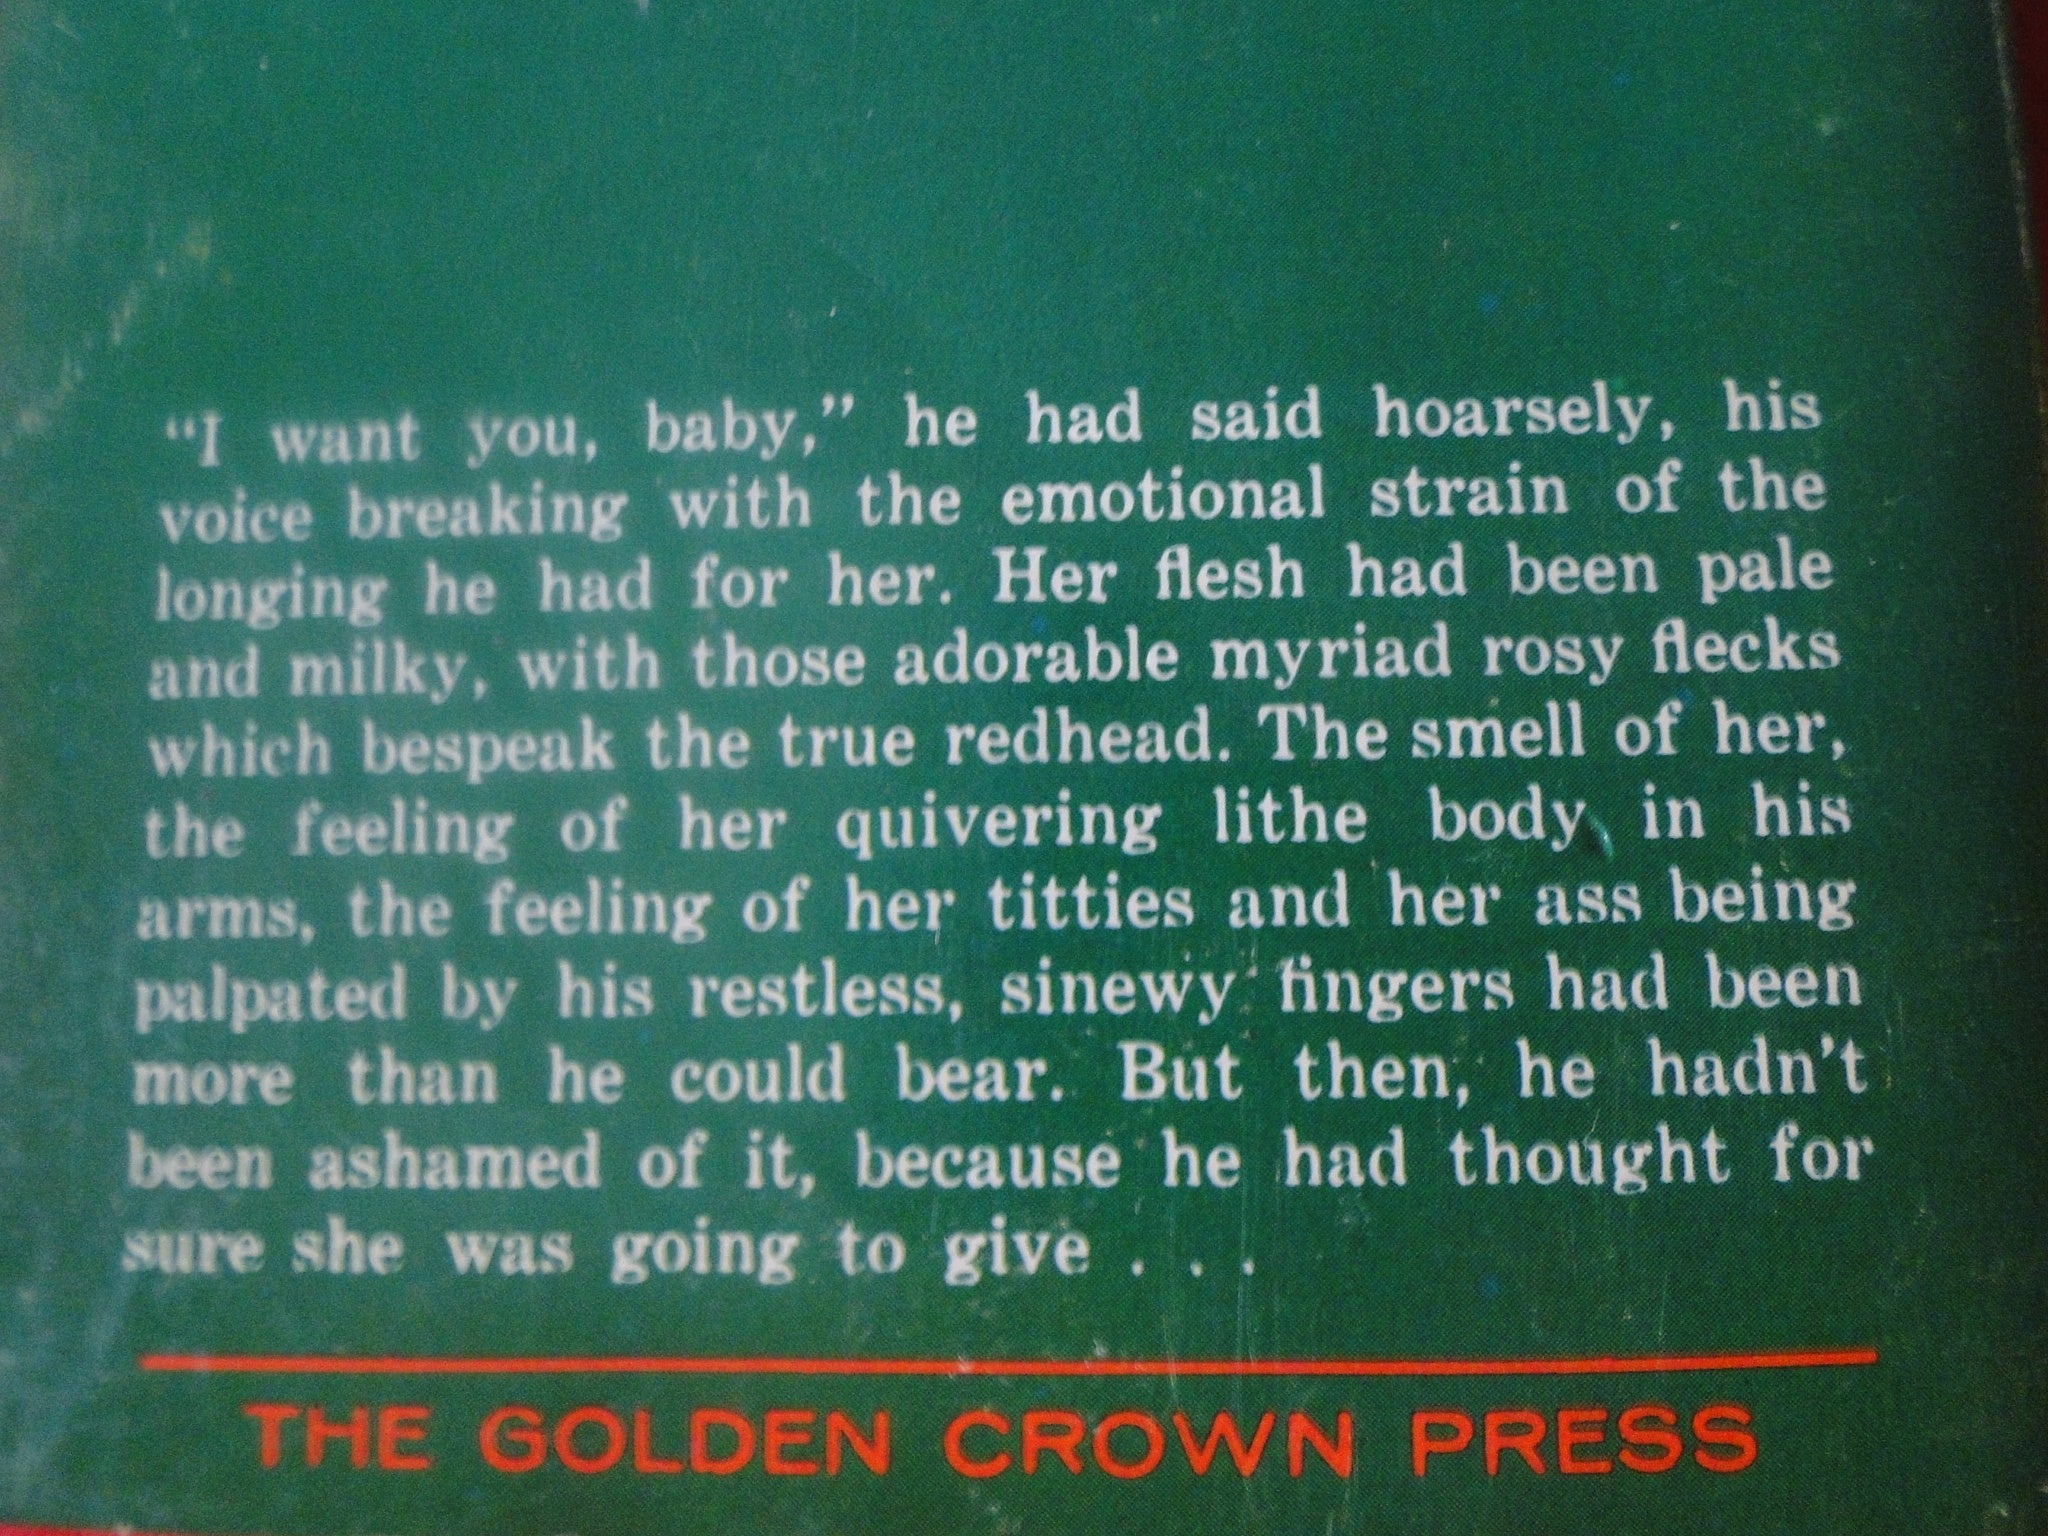 “I want you, baby,” he had said hoarsely, his
voice breaking with the emotional strain of the
longing he had for her. Her flesh had been pale
and milky, with those adorable myriad rosy flecks
which bespeak the true redhead. The smell of her,
the feeling of her quivering lithe body in his
arms, the feeling of her titties and her ass being
palpated by his restless, sinewy fingers had been
more than he could bear. But then, he hadn't
been ashamed of it, because he had thought for
sure she was going to give . . .
THE GOLDEN CROWN PRESS